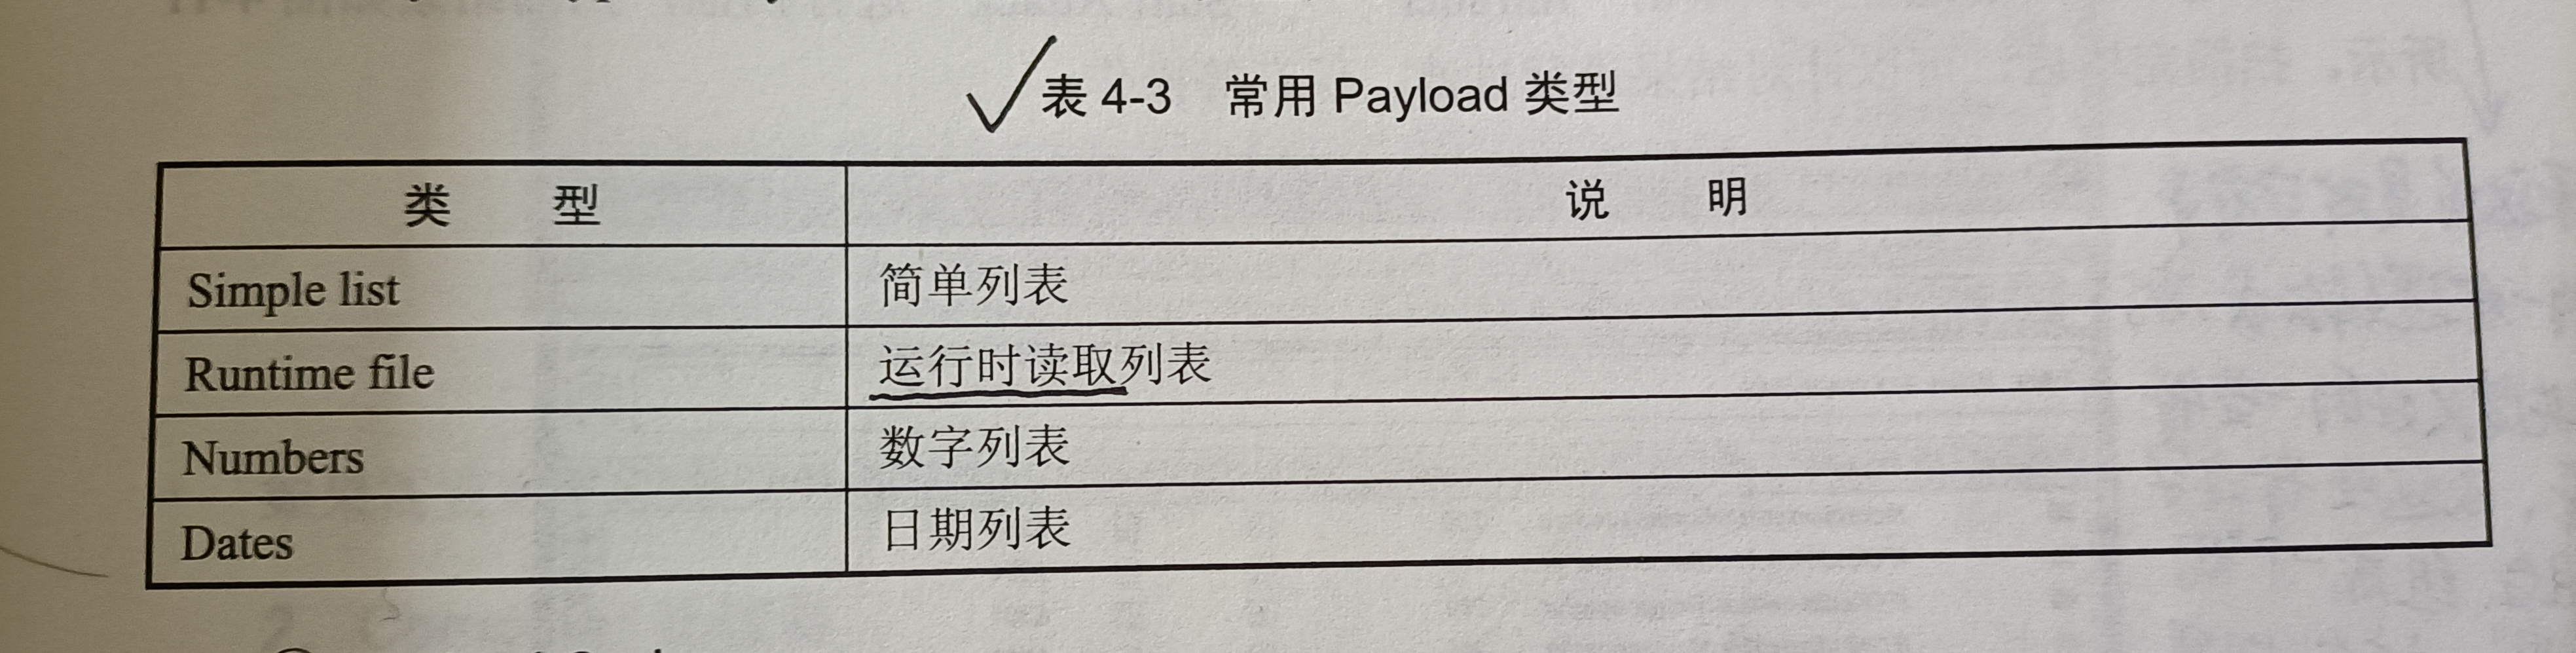 表 4-3 常用 Payload 类型
类 型 说 明
Simple list 简单列表
Runtime file 运行时读取列表
Numbers 数字列表
Dates 日期列表